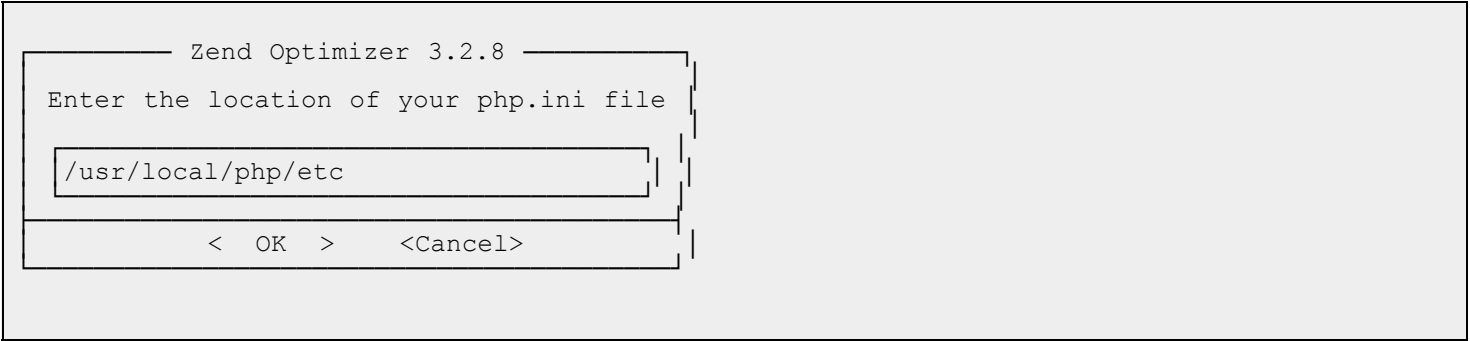 Zend Optimizer 3.2.8
Enter the location of your php.ini file
/usr/local/php/etc
< OK > <Cancel>